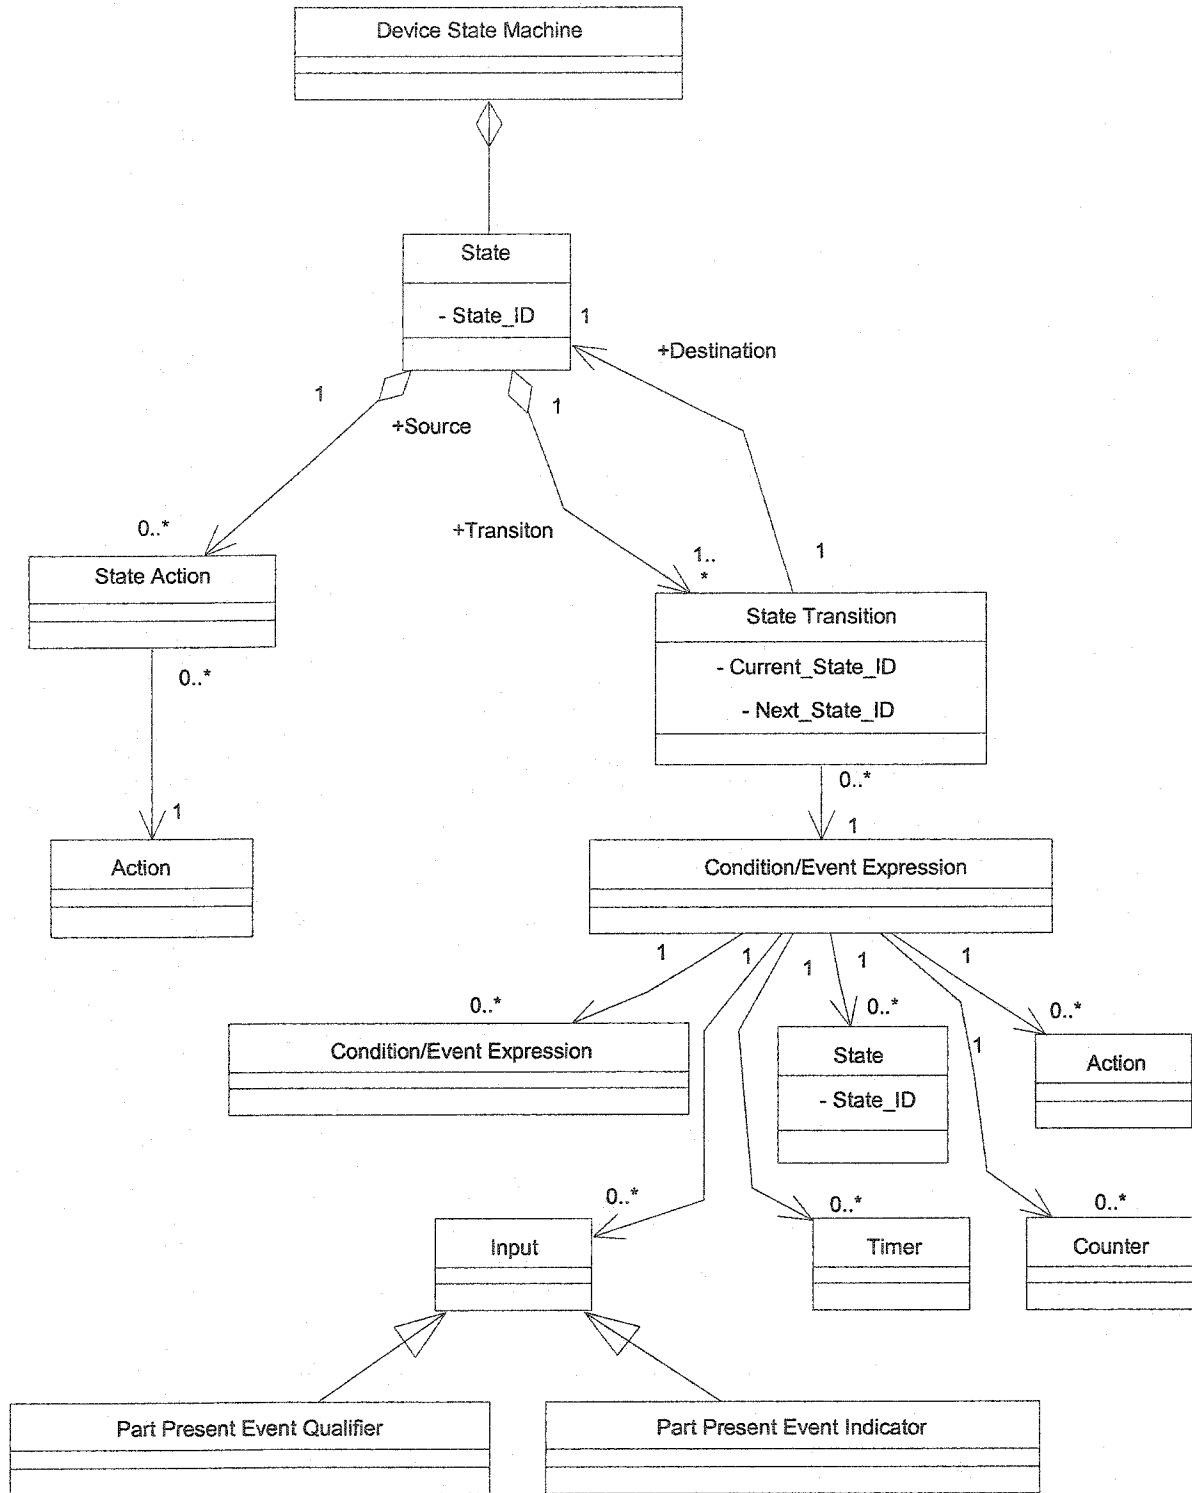 Device State Machine
State
- State_ID
1
+Destination
1
1
+Source
0..*
+Transiton
1..
*
1
State Action
State Transition
- Current_State_ID
- Next_State_ID
0..*
0..*
1
1
Action
Condition/Event Expression
1
1
1
1
1
0..*
0..*
0..*
Condition/Event Expression
State
- State_ID
1
Action
0..*
0..*
0..*
Input
Timer
Counter
Part Present Event Qualifier
Part Present Event Indicator